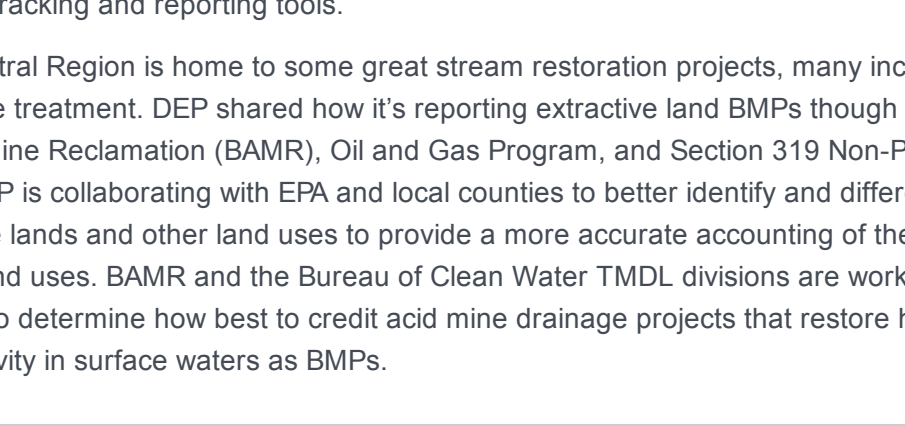 racking and reporting tools.
tral Region is home to some great stream restoration projects, many inc
e treatment. DEP shared how it's reporting extractive land BMPs though
ine Reclamation (BAMR), Oil and Gas Program, and Section 319 Non-P
P is collaborating with EPA and local counties to better identify and differ
e lands and other land uses to provide a more accurate accounting of the
nd uses. BAMR and the Bureau of Clean Water TMDL divisions are work
o determine how best to credit acid mine drainage projects that restore h
vity in surface waters as BMPs.